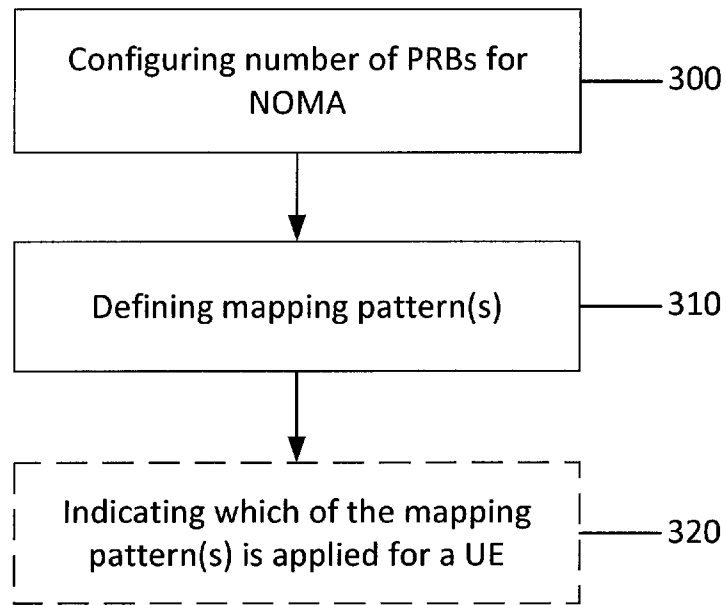 Configuring number of PRBs for
NOMA
300
Defining mapping pattern(s)
310
Indicating which of the mapping
pattern(s) is applied for a UE
320